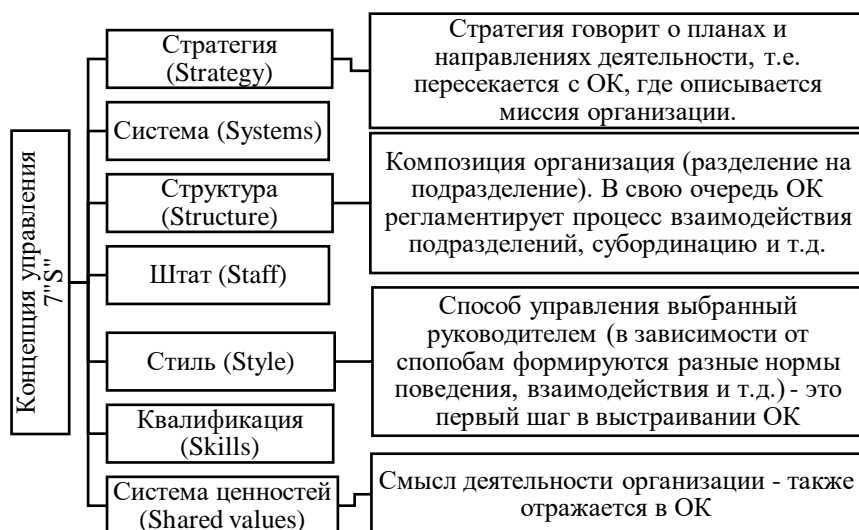 Концепция управления
7"S"
Стратегия
(Strategy)
Стратегия говорит о планах и
направлениях деятельности, т.е.
пересекается с ОК, где описывается
миссия организации.
Система (Systems)
Структура
(Structure)
Композиция организация (разделение на
подразделение). В свою очередь ОК
регламентирует процесс взаимодействия
подразделений, субординацию и т.д.
Штат (Staff)
Стиль (Style)
Способ управления выбранный
руководителем (в зависимости от
спопобам формируются разные нормы
поведения, взаимодействия и т.д.) - это
первый шаг в выстраивании ОК
Квалификация
(Skills)
Система ценностей
(Shared values)
Смысл деятельности организации - также
отражается в ОК